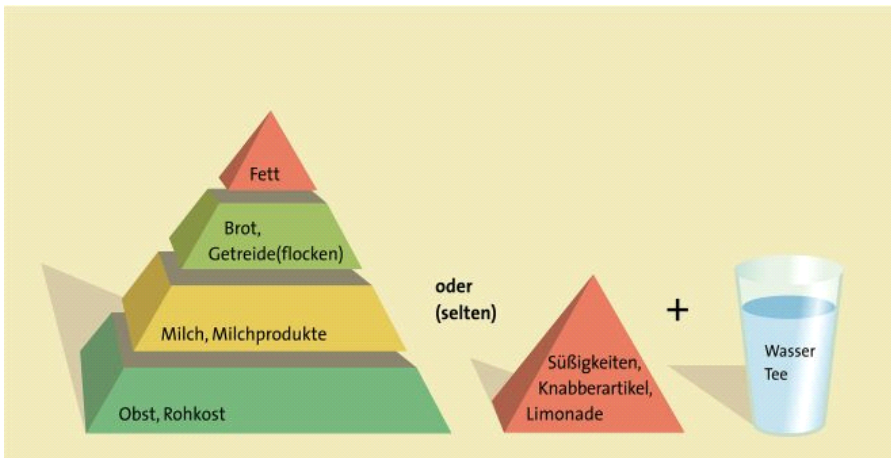 Fett
Brot,
Getreide(flocken)
Milch, Milchprodukte
Obst, Rohkost
oder
(selten)
Süßigkeiten,
Knabberartikel,
Limonade
+
Wasser
Tee